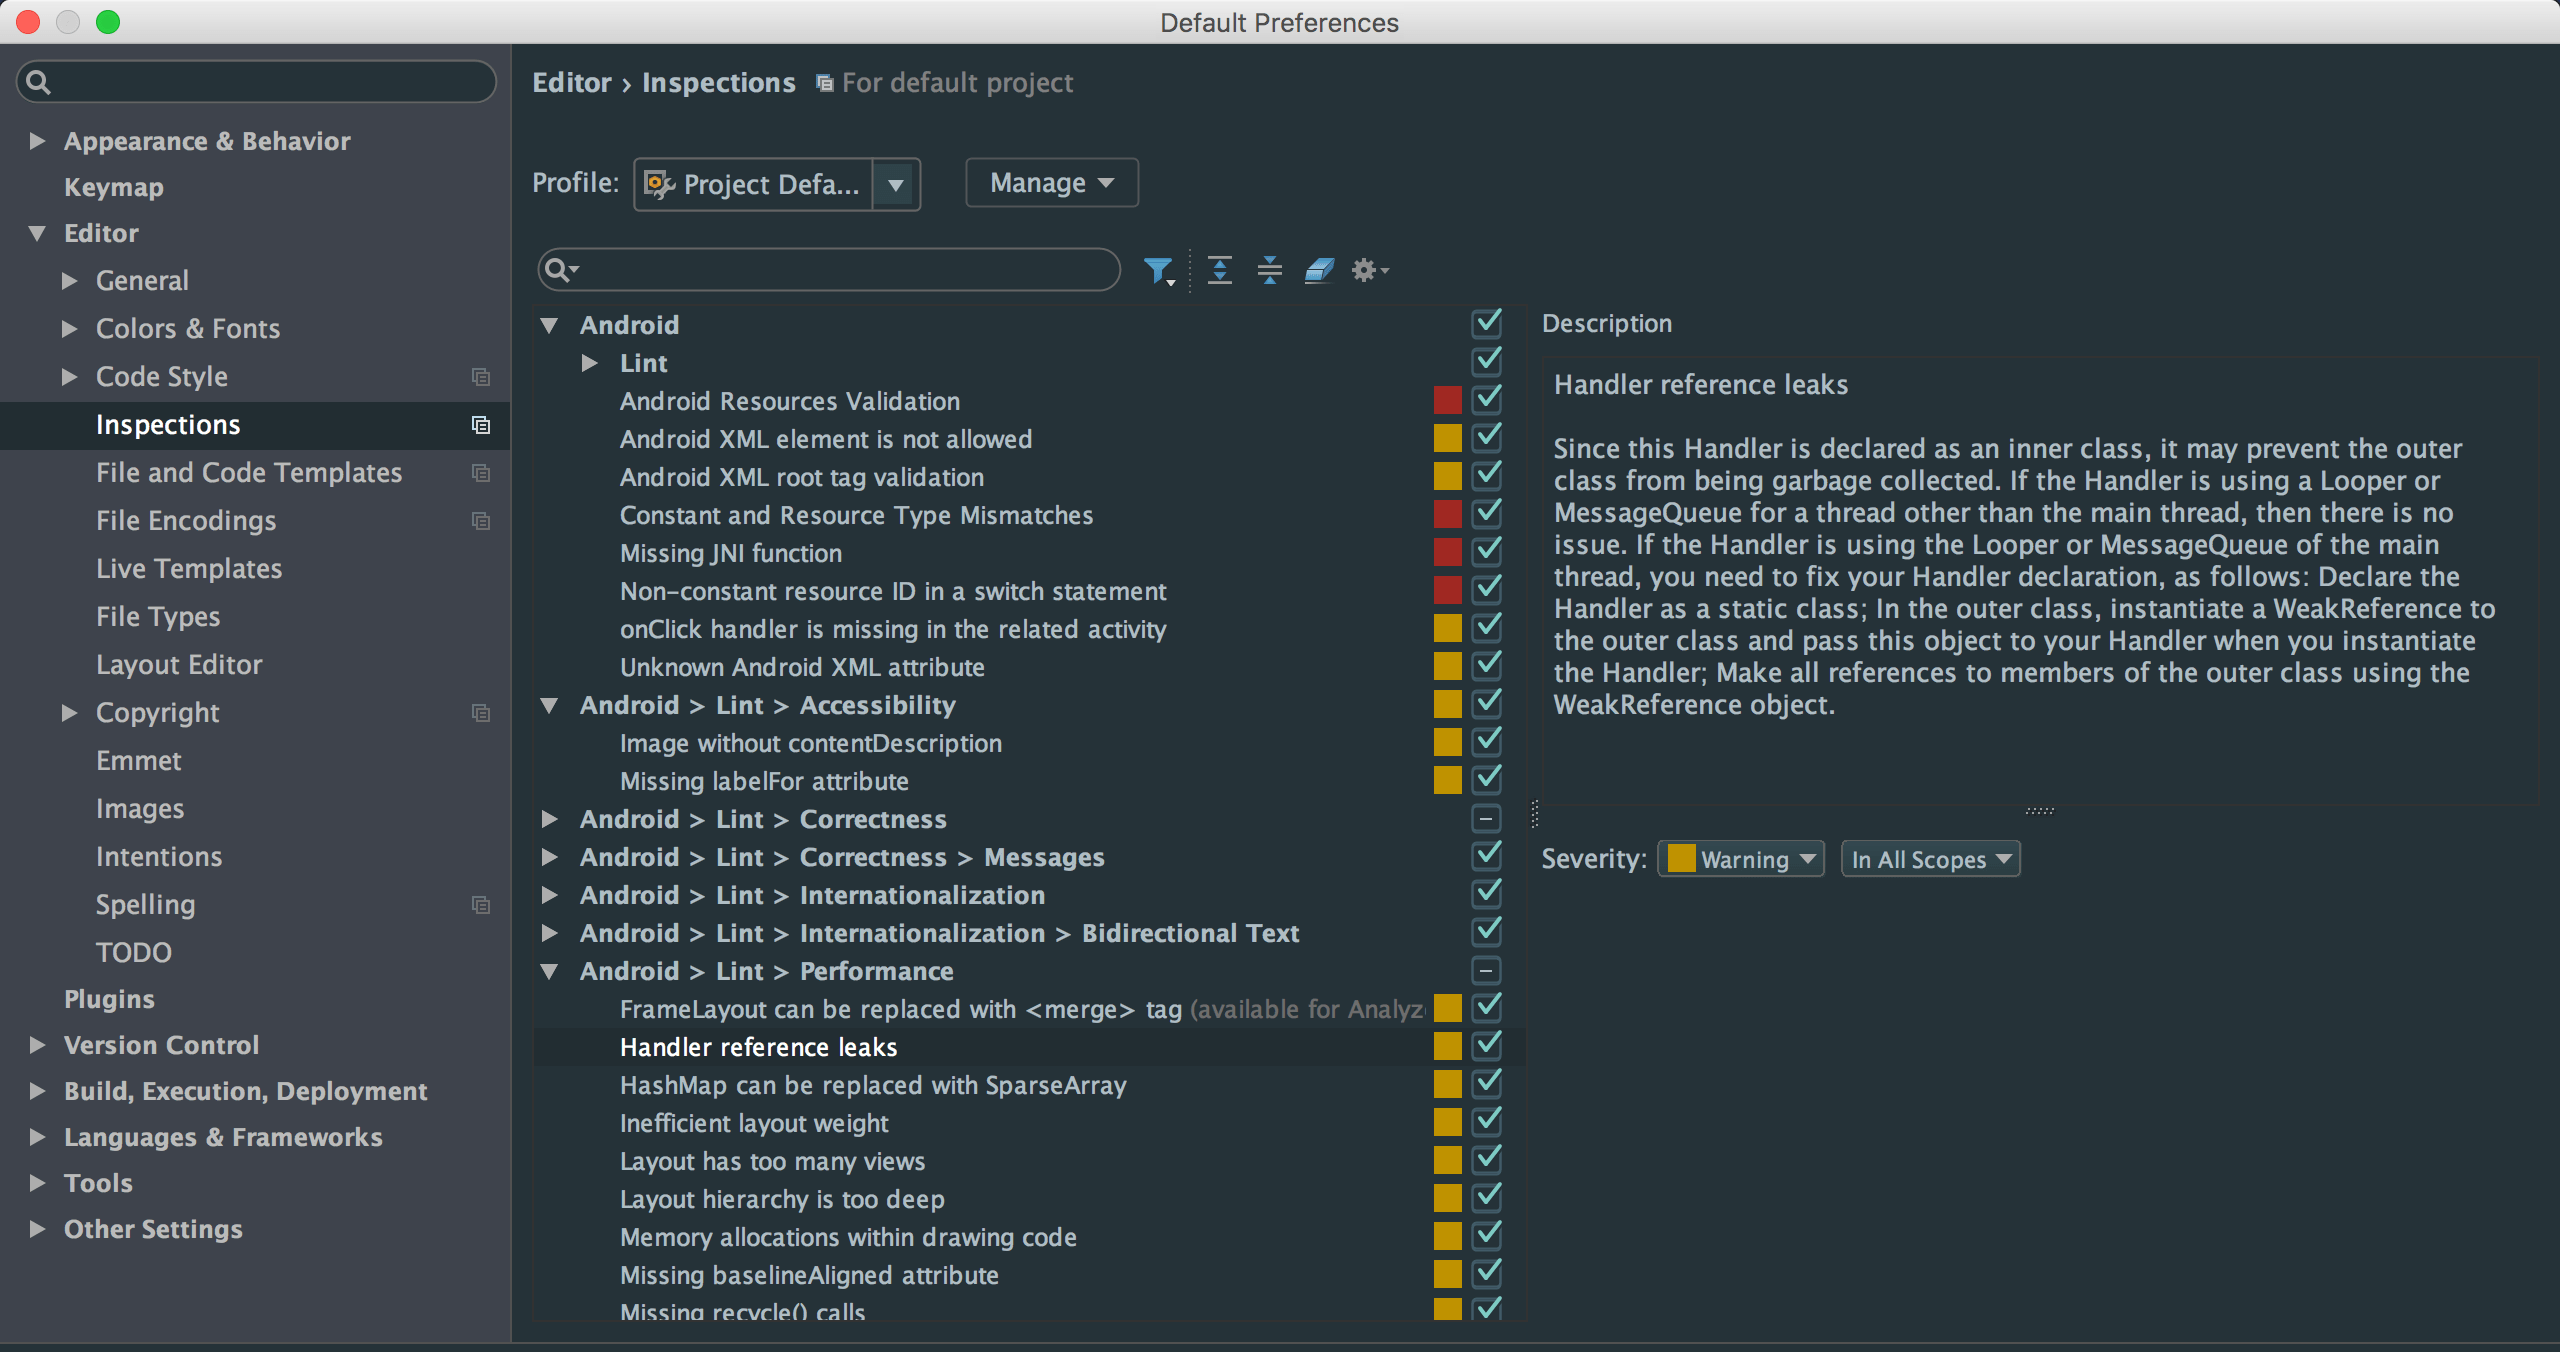 Default Preferences
Appearance & Behavior
Keymap
Editor
General
Colors & Fonts
Code Style
Inspections
File and Code Templates
File Encodings
Live Templates
File Types
Layout Editor
Copyright
Emmet
Images
Intentions
Spelling
TODO
Plugins
Version Control
Build, Execution, Deployment
Languages & Frameworks
Tools
Other Settings
Editor › Inspections For default project
Profile: Project Defa... Manage
Android
Lint
Android Resources Validation
Android XML element is not allowed
Android XML root tag validation
Constant and Resource Type Mismatches
Missing JNI function
Non-constant resource ID in a switch statement
onClick handler is missing in the related activity
Unknown Android XML attribute
Android > Lint > Accessibility
Image without contentDescription
Missing labelFor attribute
Android > Lint > Correctness
Android > Lint > Correctness > Messages
Android > Lint > Internationalization
Android > Lint > Internationalization > Bidirectional Text
Android > Lint > Performance
FrameLayout can be replaced with <merge> tag (available for Analyz
Handler reference leaks
HashMap can be replaced with SparseArray
Inefficient layout weight
Layout has too many views
Layout hierarchy is too deep
Memory allocations within drawing code
Missing baselineAligned attribute
Missing recycle() calls
Description
Handler reference leaks
Since this Handler is declared as an inner class, it may prevent the outer
class from being garbage collected. If the Handler is using a Looper or
MessageQueue for a thread other than the main thread, then there is no
issue. If the Handler is using the Looper or MessageQueue of the main
thread, you need to fix your Handler declaration, as follows: Declare the
Handler as a static class; In the outer class, instantiate a WeakReference to
the outer class and pass this object to your Handler when you instantiate
the Handler; Make all references to members of the outer class using the
WeakReference object.
Severity: Warning In All Scopes